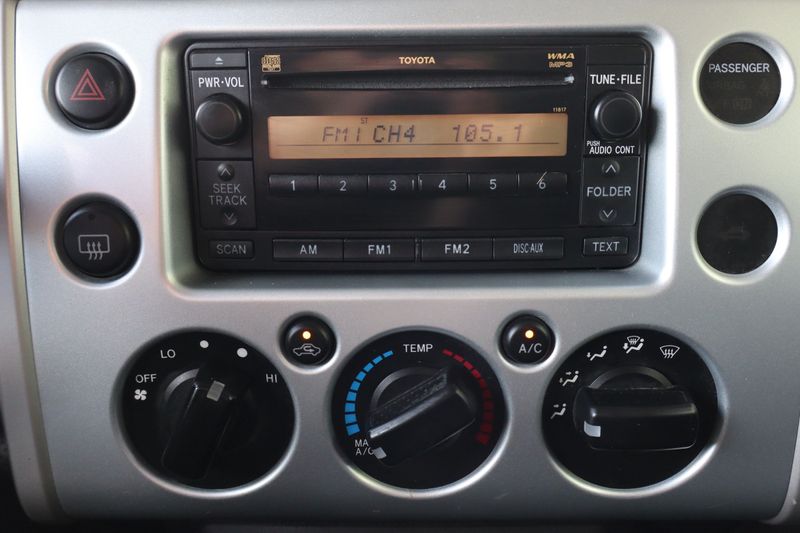 TOYOTA
WMA
MP3
PWR·VOL
TUNE·FILE
PASSENGER
11817
ST
FM1 CH4 105.1
PUSH
AUDIO CONT
1 2 3 4 5 6
SEEK
TRACK
FOLDER
SCAN
AM
FM1
FM2
DISC·AUX
TEXT
LO
HI
OFF
TEMP
A/C
MAX
A/C